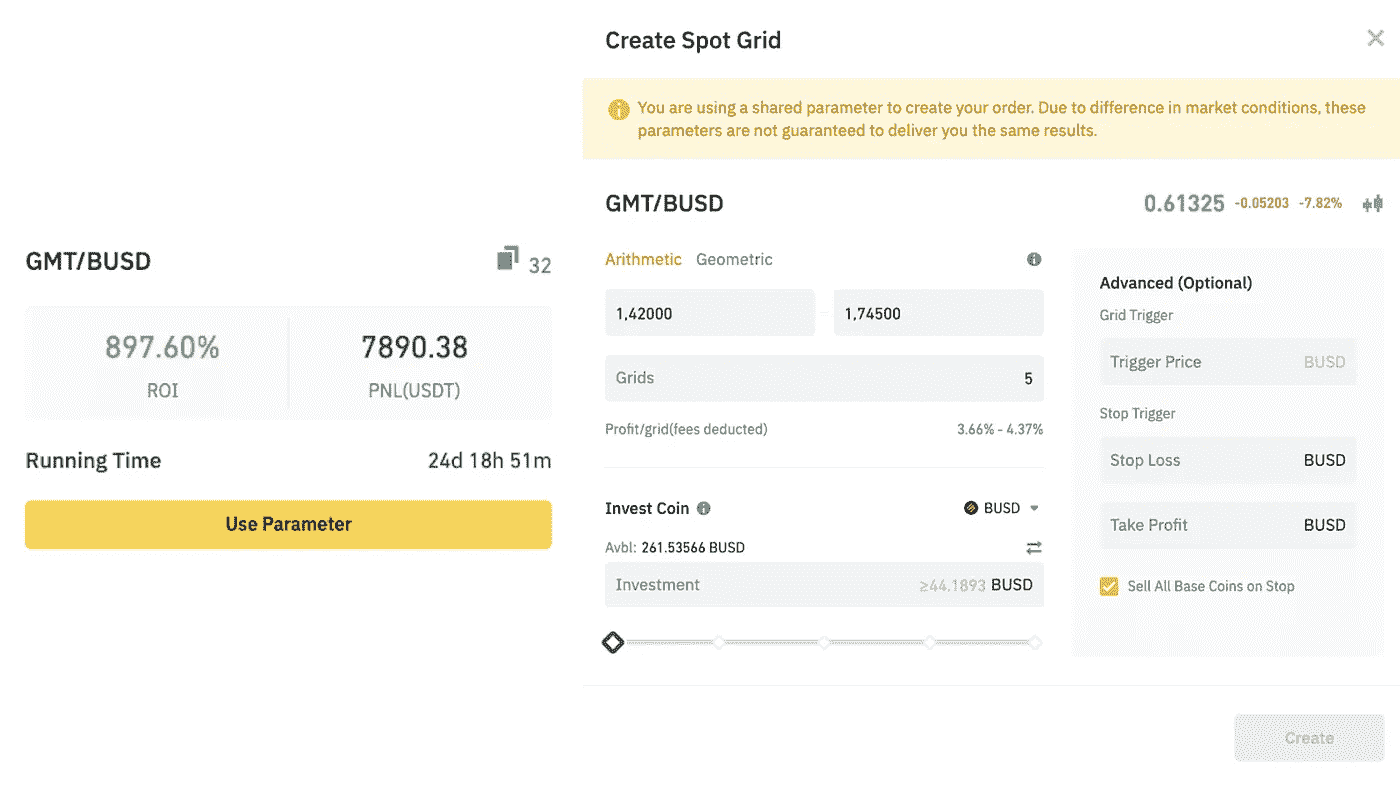 GMT/BUSD
32
897.60%
7890.38
ROI
PNL(USDT)
Running Time
24d 18h 51m
Use Parameter
Create Spot Grid
You are using a shared parameter to create your order. Due to difference in market conditions, these
parameters are not guaranteed to deliver you the same results.
GMT/BUSD
0.61325 -0.05203 -7.82%
Arithmetic Geometric
1,42000
1,74500
Grids 5
Profit/grid(fees deducted) 3.66% - 4.37%
Invest Coin BUSD
Avbl: 261.53566 BUSD
Investment ≥44.1893 BUSD
Advanced (Optional)
Grid Trigger
Trigger Price BUSD
Stop Trigger
Stop Loss BUSD
Take Profit BUSD
Sell All Base Coins on Stop
Create